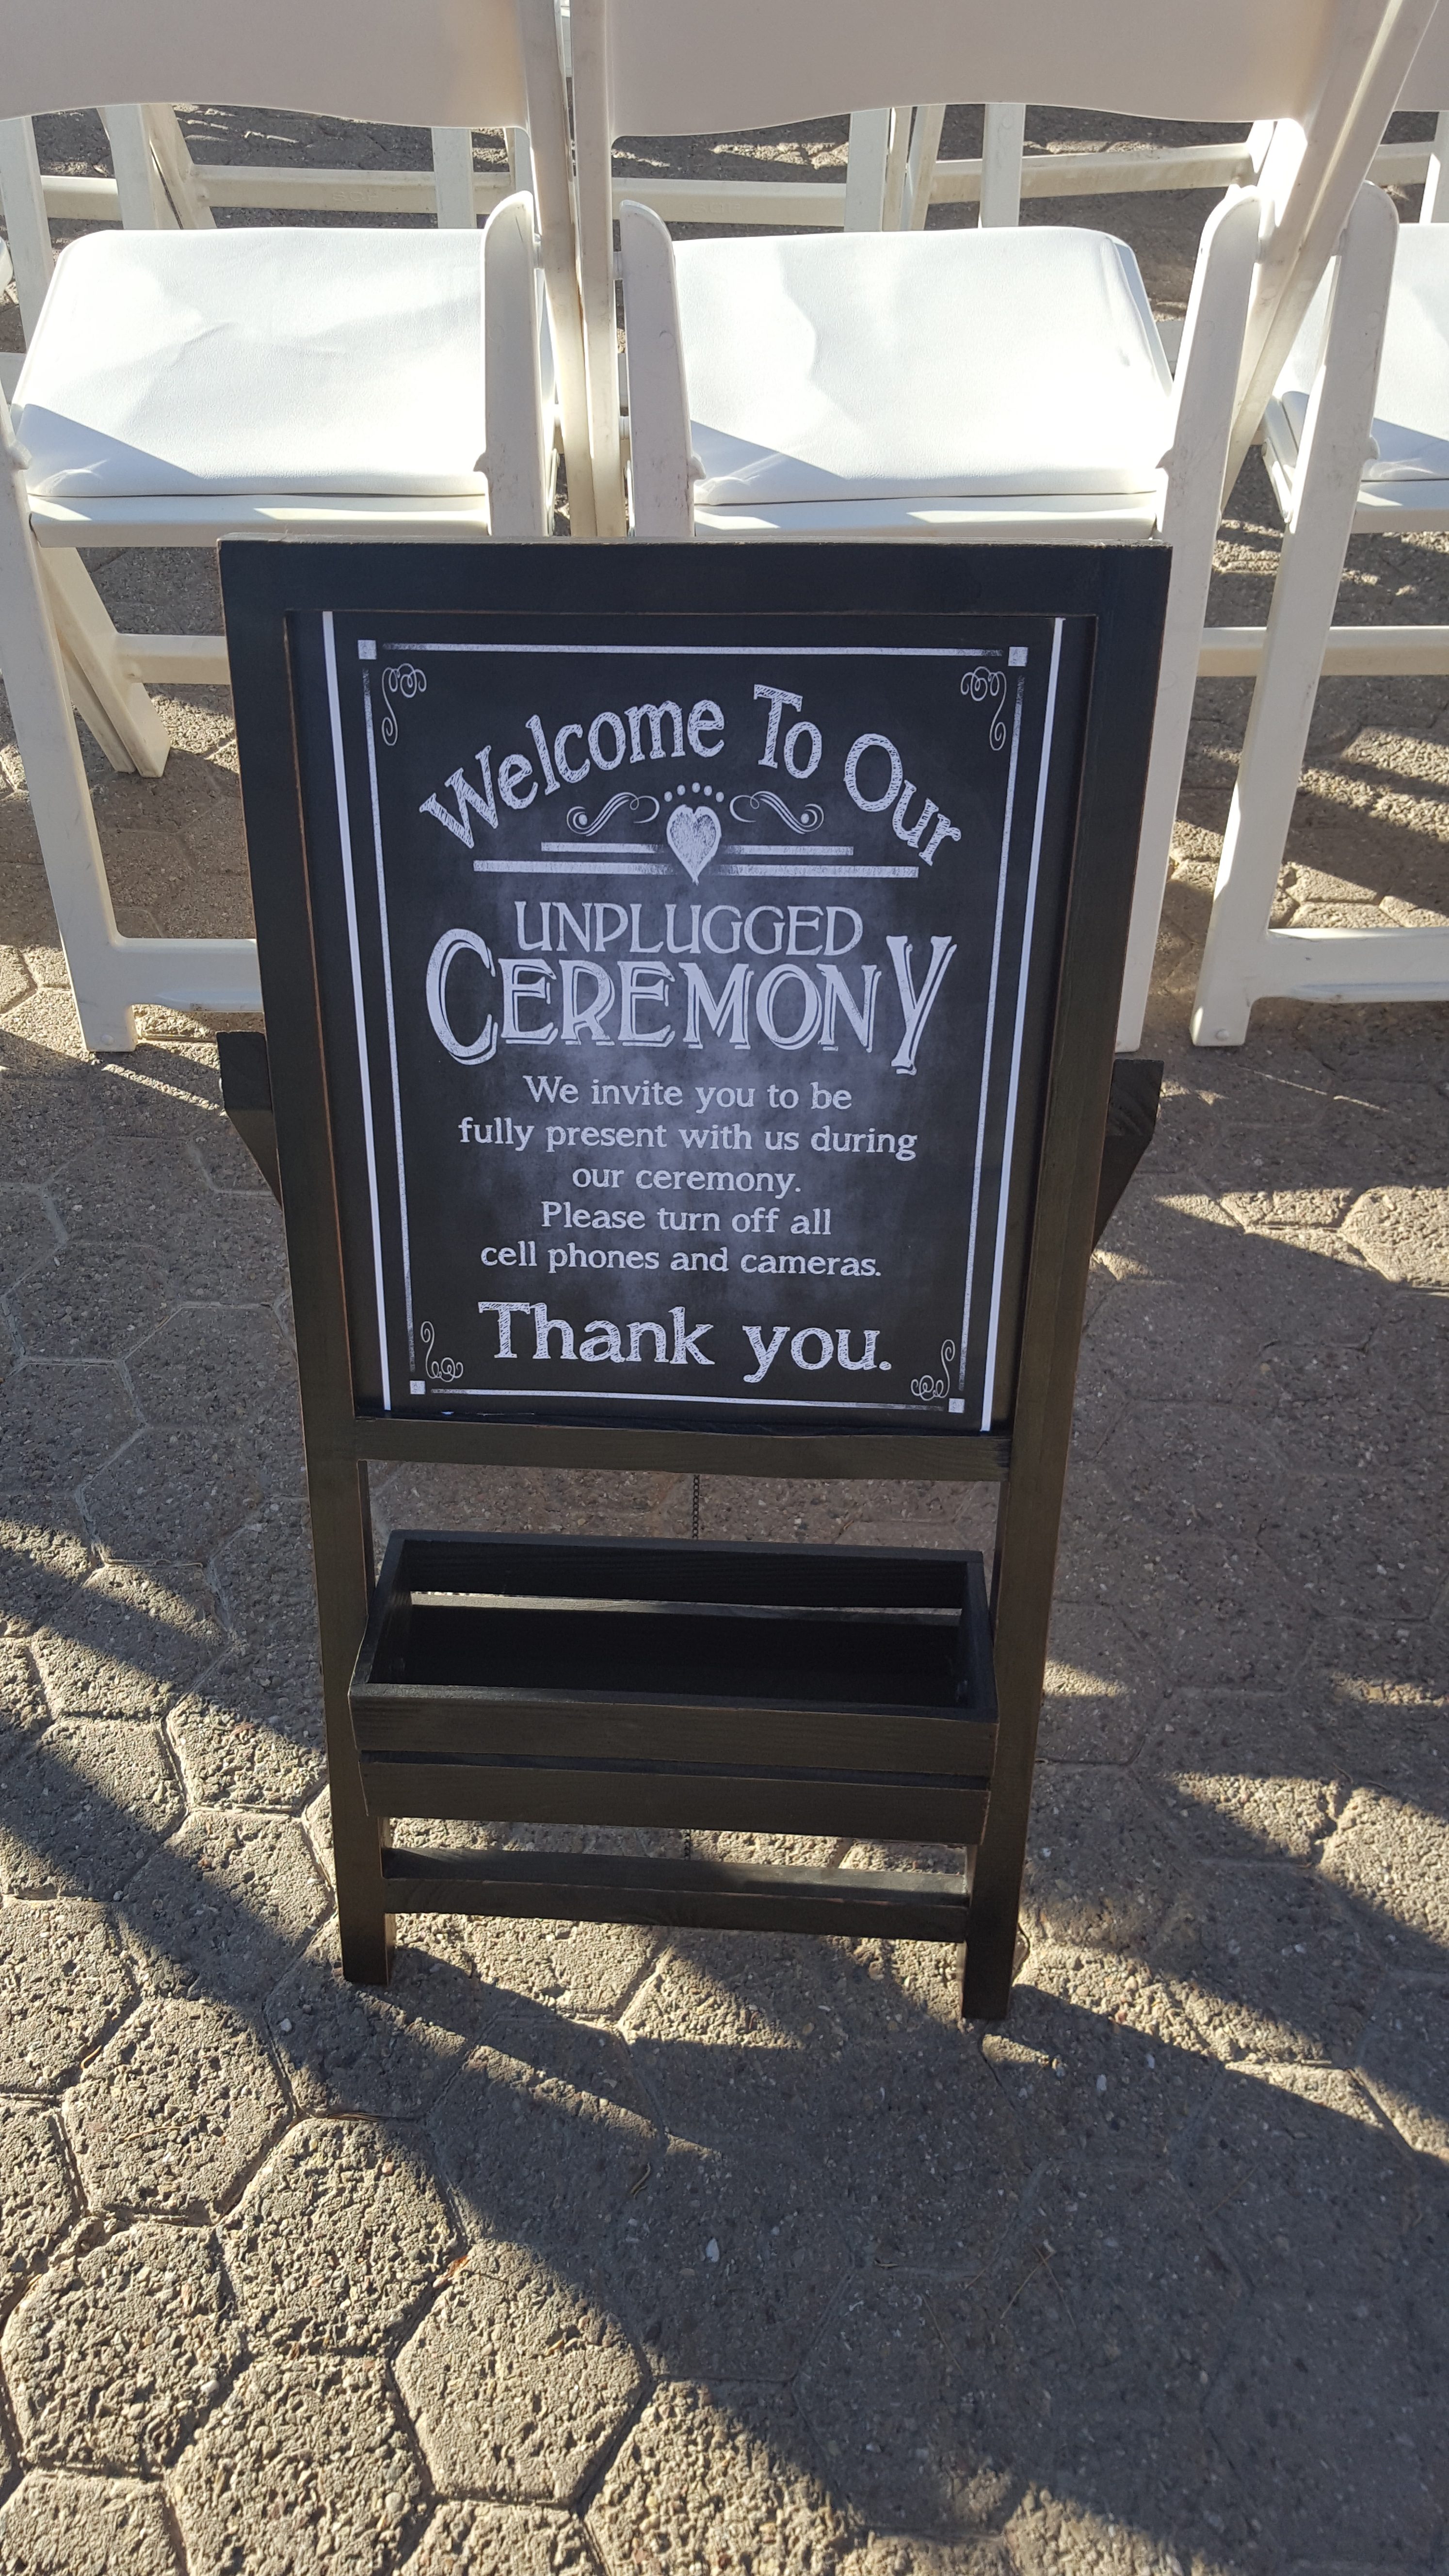 Welcome To Our
UNPLUGGED
CEREMONY
We invite you to be
fully present with us during
our ceremony.
Please turn off all
cell phones and cameras.
Thank you.